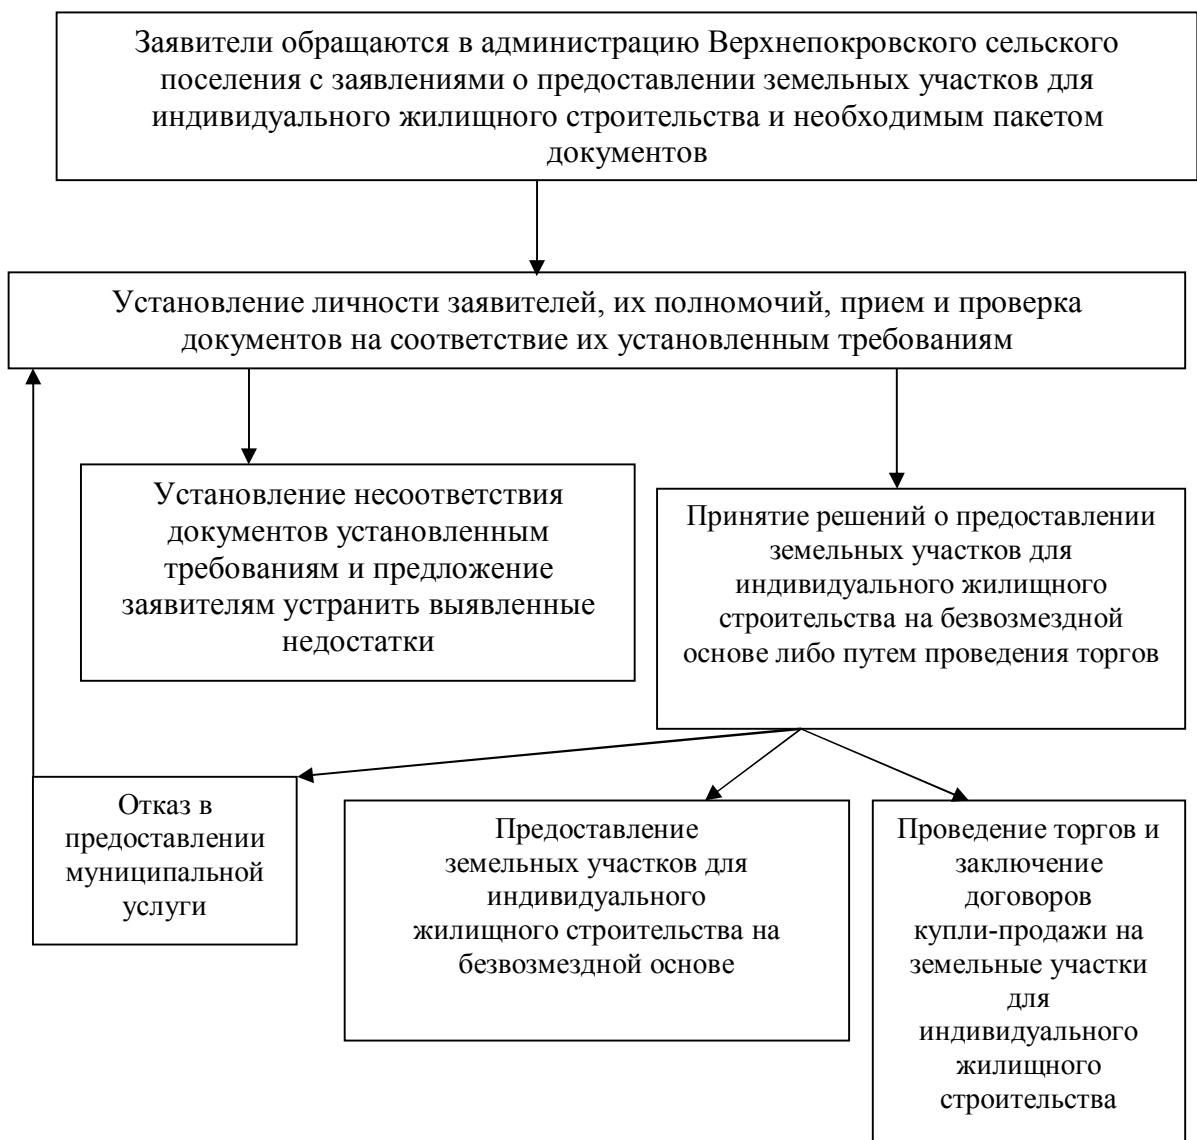 Заявители обращаются в администрацию Верхнепокровского сельского
поселения с заявлениями о предоставлении земельных участков для
индивидуального жилищного строительства и необходимым пакетом
документов
Установление личности заявителей, их полномочий, прием и проверка
документов на соответствие их установленным требованиям
Установление несоответствия
документов установленным
требованиям и предложение
заявителям устранить выявленные
недостатки
Принятие решений о предоставлении
земельных участков для
индивидуального жилищного
строительства на безвозмездной
основе либо путем проведения торгов
Отказ в
предоставлении
муниципальной
услуги
Предоставление
земельных участков для
индивидуального
жилищного строительства на
безвозмездной основе
Проведение торгов и
заключение
договоров
купли-продажи на
земельные участки
для
индивидуального
жилищного
строительства